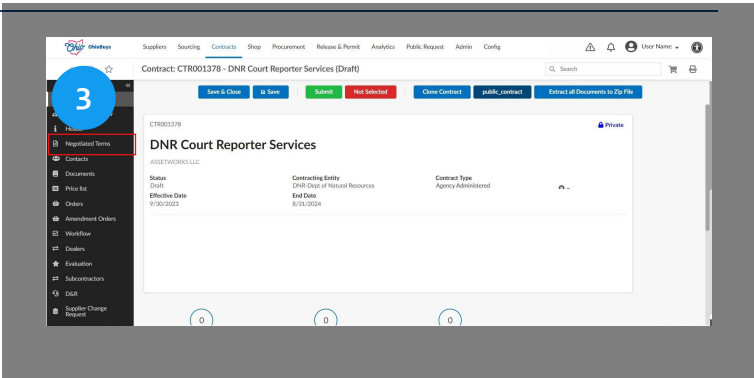 OhioBuys Suppliers Sourcing Contracts Shop Procurement Release & Permit Analytics Public Request Admin Config User Name
Contract: CTR001378 - DNR Court Reporter Services (Draft) Search
3
Save & Close Save Submit Not Selected Clone Contract public_contract Extract all Documents to Zip File
Header
Negotiated Terms
Contacts
Documents
Price list
Orders
Amendment Orders
Workflow
Dealers
Evaluation
Subcontractors
D&R
Supplier Change
Request
CTR001378 Private
DNR Court Reporter Services
ASSETWORKS LLC
Status Contracting Entity Contract Type
Draft DNR-Dept of Natural Resources Agency Administered
Effective Date End Date
9/30/2023 8/31/2024
0 0 0